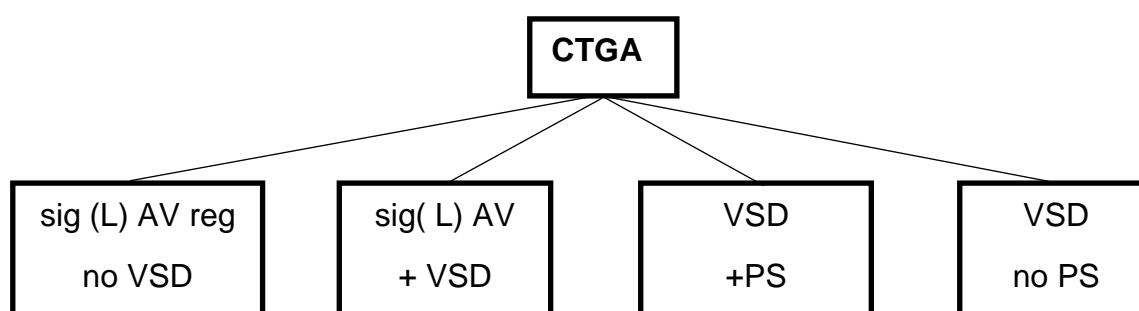 CTGA
sig (L) AV reg
no VSD
sig( L) AV
+ VSD
VSD
+PS
VSD
no PS